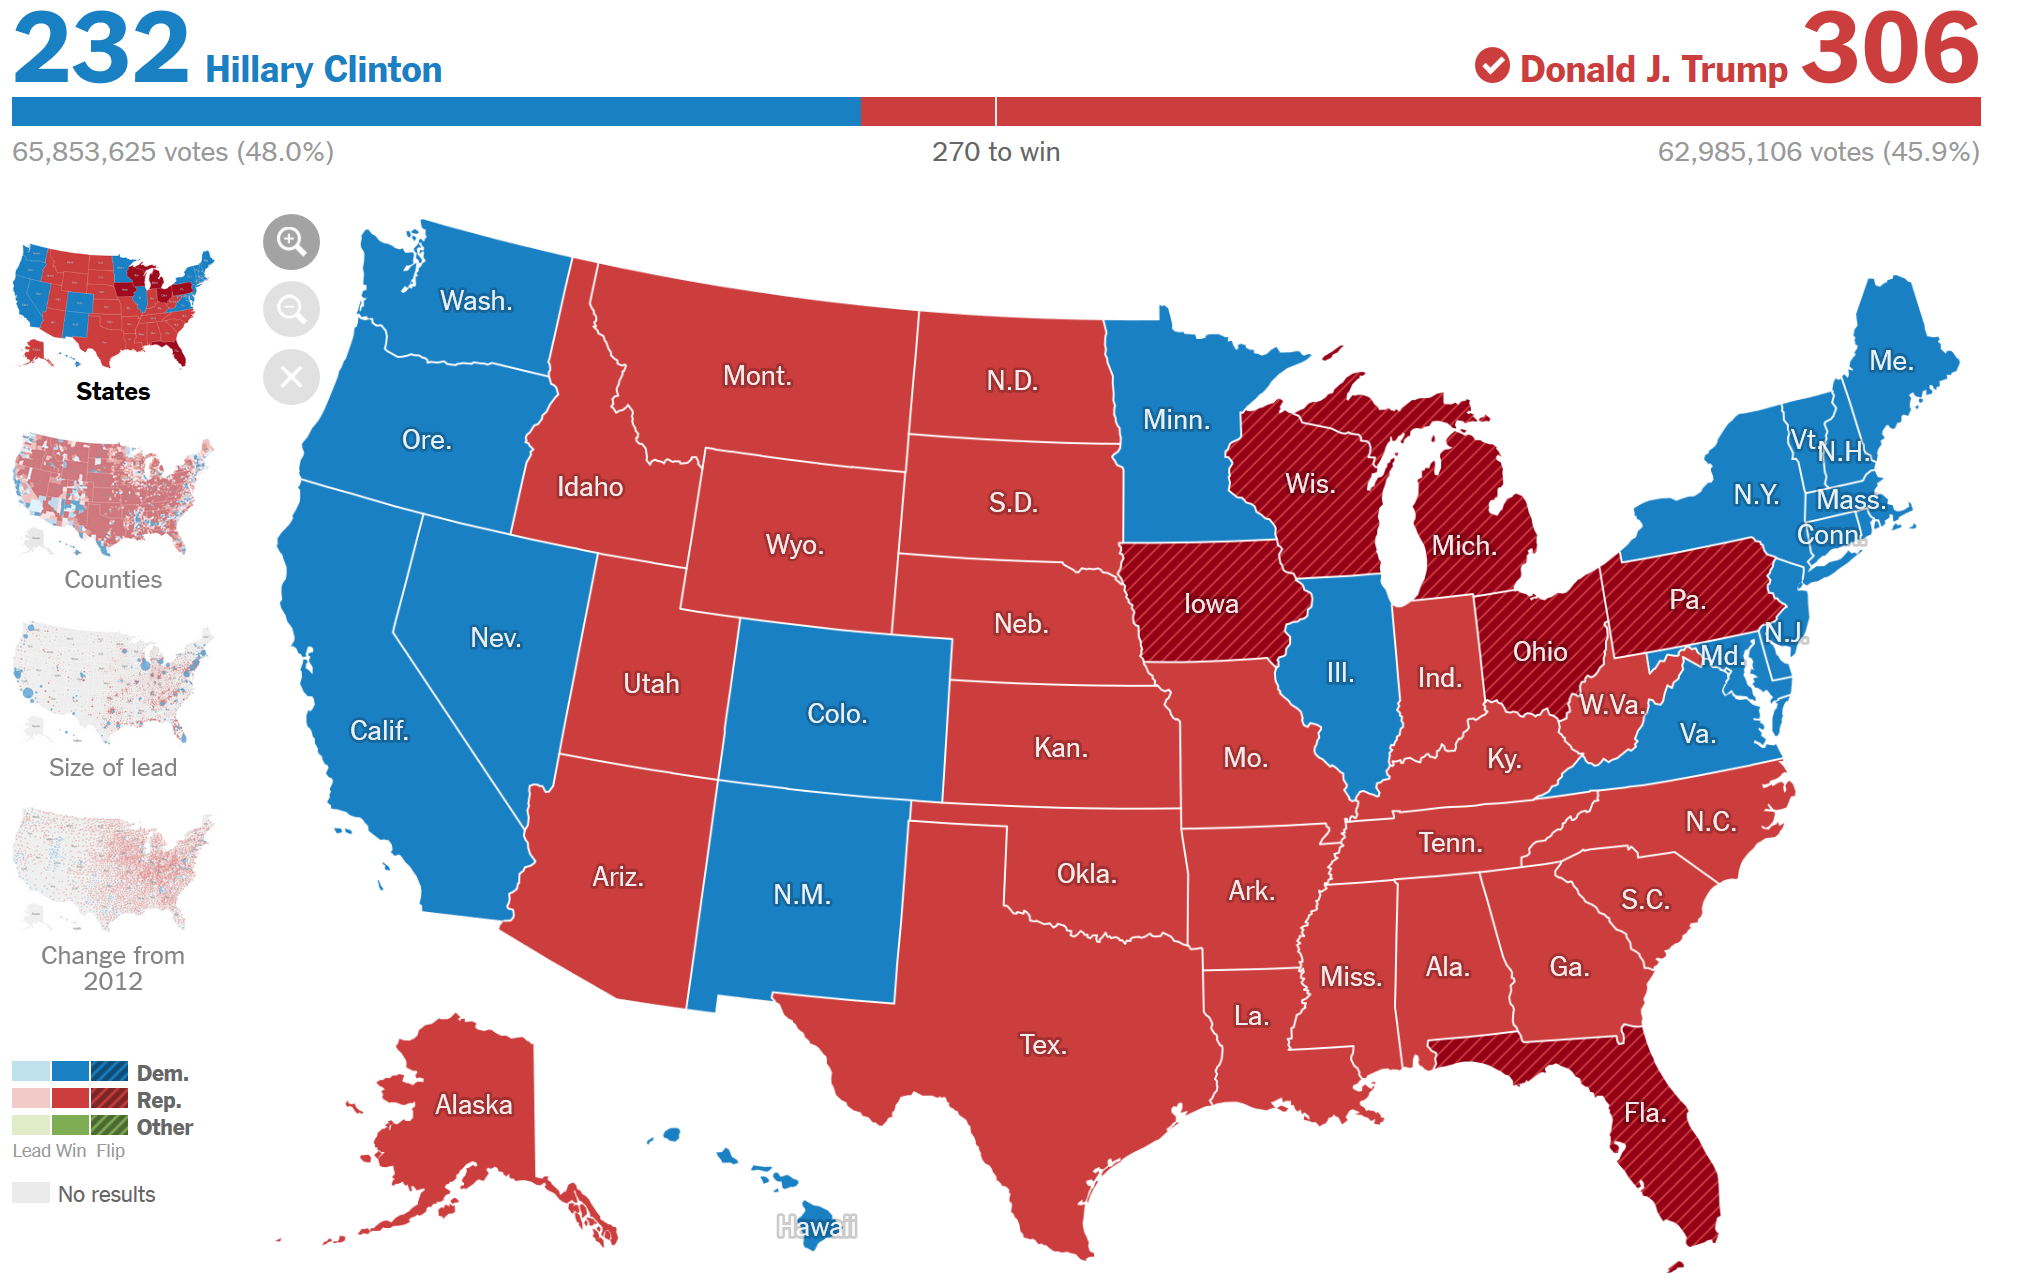 232 Hillary Clinton
Donald J. Trump 306
65,853,625 votes (48.0%)
270 to win
62,985,106 votes (45.9%)
States
Counties
Size of lead
Change from
2012
Dem.
Rep.
Other
Lead Win Flip
No results
Wash.
Ore.
Calif.
Nev.
Idaho
Mont.
Wyo.
Utah
Colo.
Ariz.
N.M.
N.D.
S.D.
Neb.
Kan.
Okla.
Tex.
Minn.
Iowa
Mo.
Ark.
La.
Wis.
Ill.
Mich.
Ind.
Ohio
Ky.
Tenn.
Miss.
Ala.
Ga.
Fla.
S.C.
N.C.
Va.
W.Va.
Md.
Pa.
N.J.
N.Y.
Conn.
Mass.
Vt.
N.H.
Me.
Alaska
Hawaii